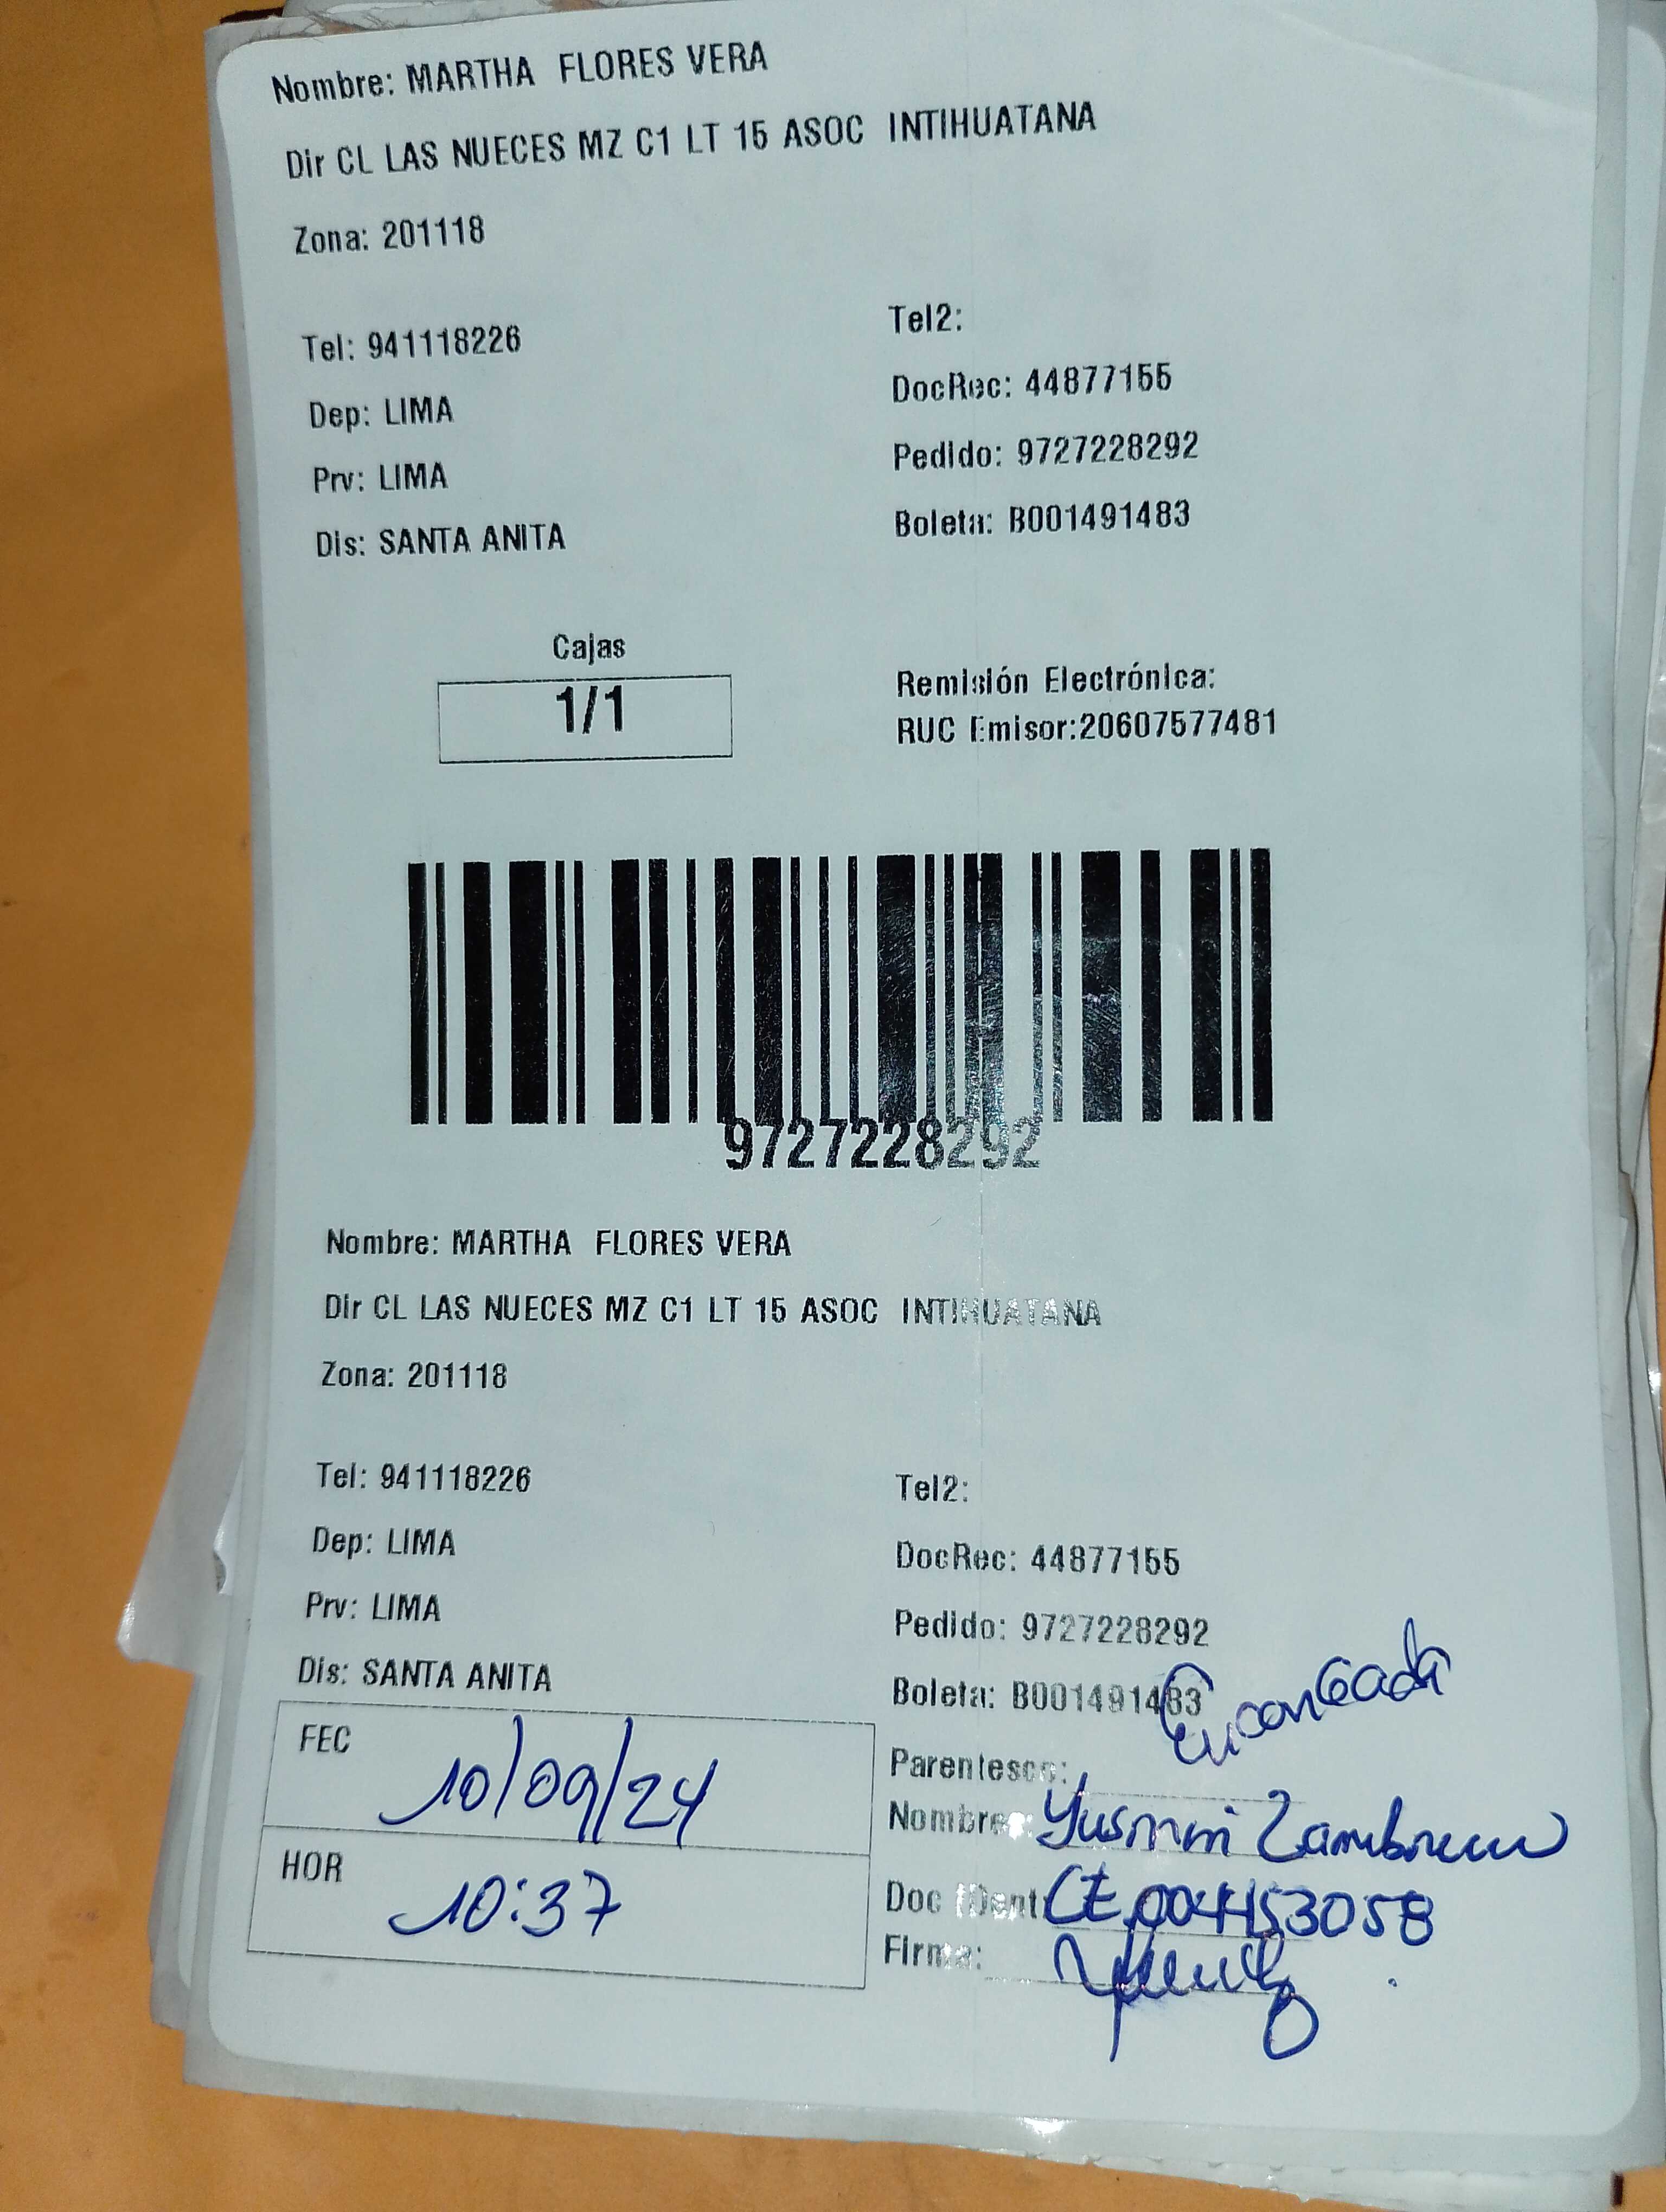 Nombre: MARTHA FLORES VERA
Dir CL LAS NUECES MZ C1 LT 15 ASOC INTIHUATANA
Zona: 201118
Tel: 941118226
Tel2:
Dep: LIMA
DocRec: 44877155
Prv: LIMA
Pedido: 9727228292
Dis: SANTA ANITA
Boleta: B001491483
Cajas
1/1
Remisión Electrónica:
RUC Emisor:20607577481
9727228292
Nombre: MARTHA FLORES VERA
Dir CL LAS NUECES MZ C1 LT 15 ASOC INTIHUATANA
Zona: 201118
Tel: 941118226
Tel2:
Dep: LIMA
DocRec: 44877155
Prv: LIMA
Pedido: 9727228292
Dis: SANTA ANITA
Boleta: B001491483
FEC 10/09/24
HOR 10:37
Parentesco:
Nombre:
Doc IDent: CE 004453058
Firma: